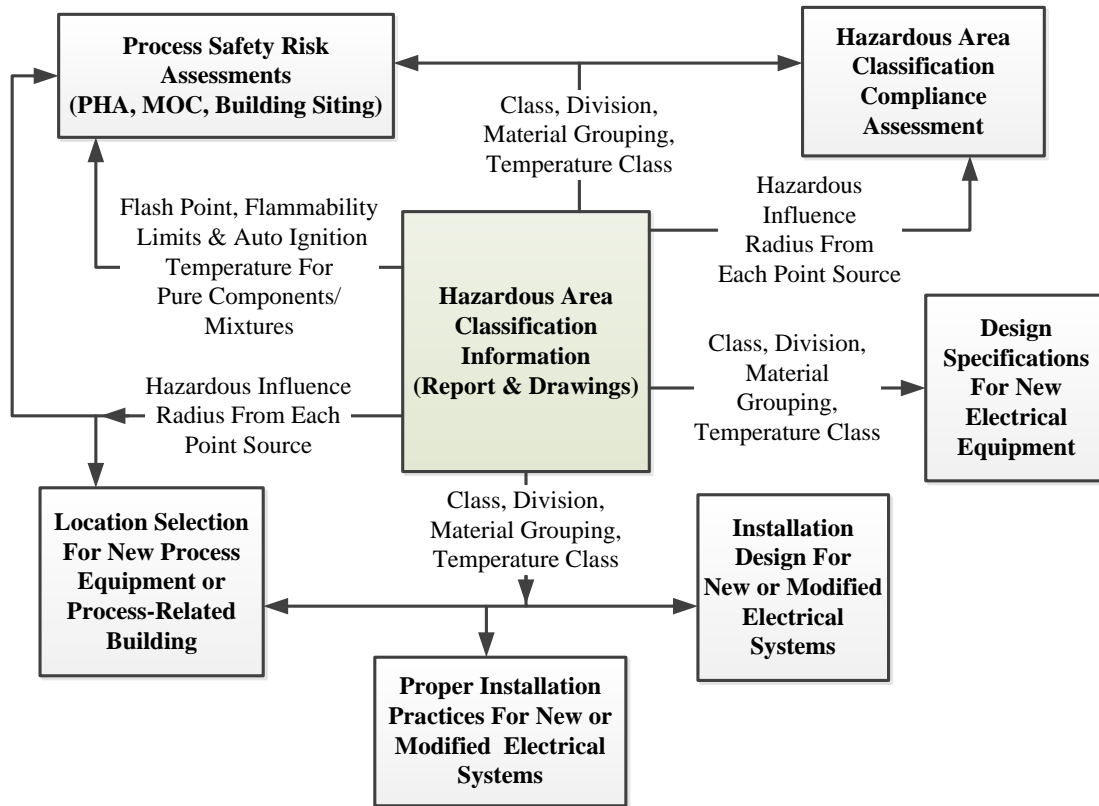 Process Safety Risk
Assessments
(PHA, MOC, Building Siting)
Hazardous Area
Classification
Compliance
Assessment
Class, Division,
Material Grouping,
Temperature Class
Hazardous
Influence
Radius From
Each Point Source
Flash Point, Flammability
Limits & Auto Ignition
Temperature For
Pure Components/
Mixtures
Hazardous Area
Classification
Information
(Report & Drawings)
Design
Specifications
For New
Electrical
Equipment
Class, Division,
Material
Grouping,
Temperature Class
Hazardous Influence
Radius From Each
Point Source
Class, Division,
Material Grouping,
Temperature Class
Location Selection
For New Process
Equipment or
Process-Related
Building
Installation
Design For
New or Modified
Electrical
Systems
Proper Installation
Practices For New or
Modified  Electrical
Systems